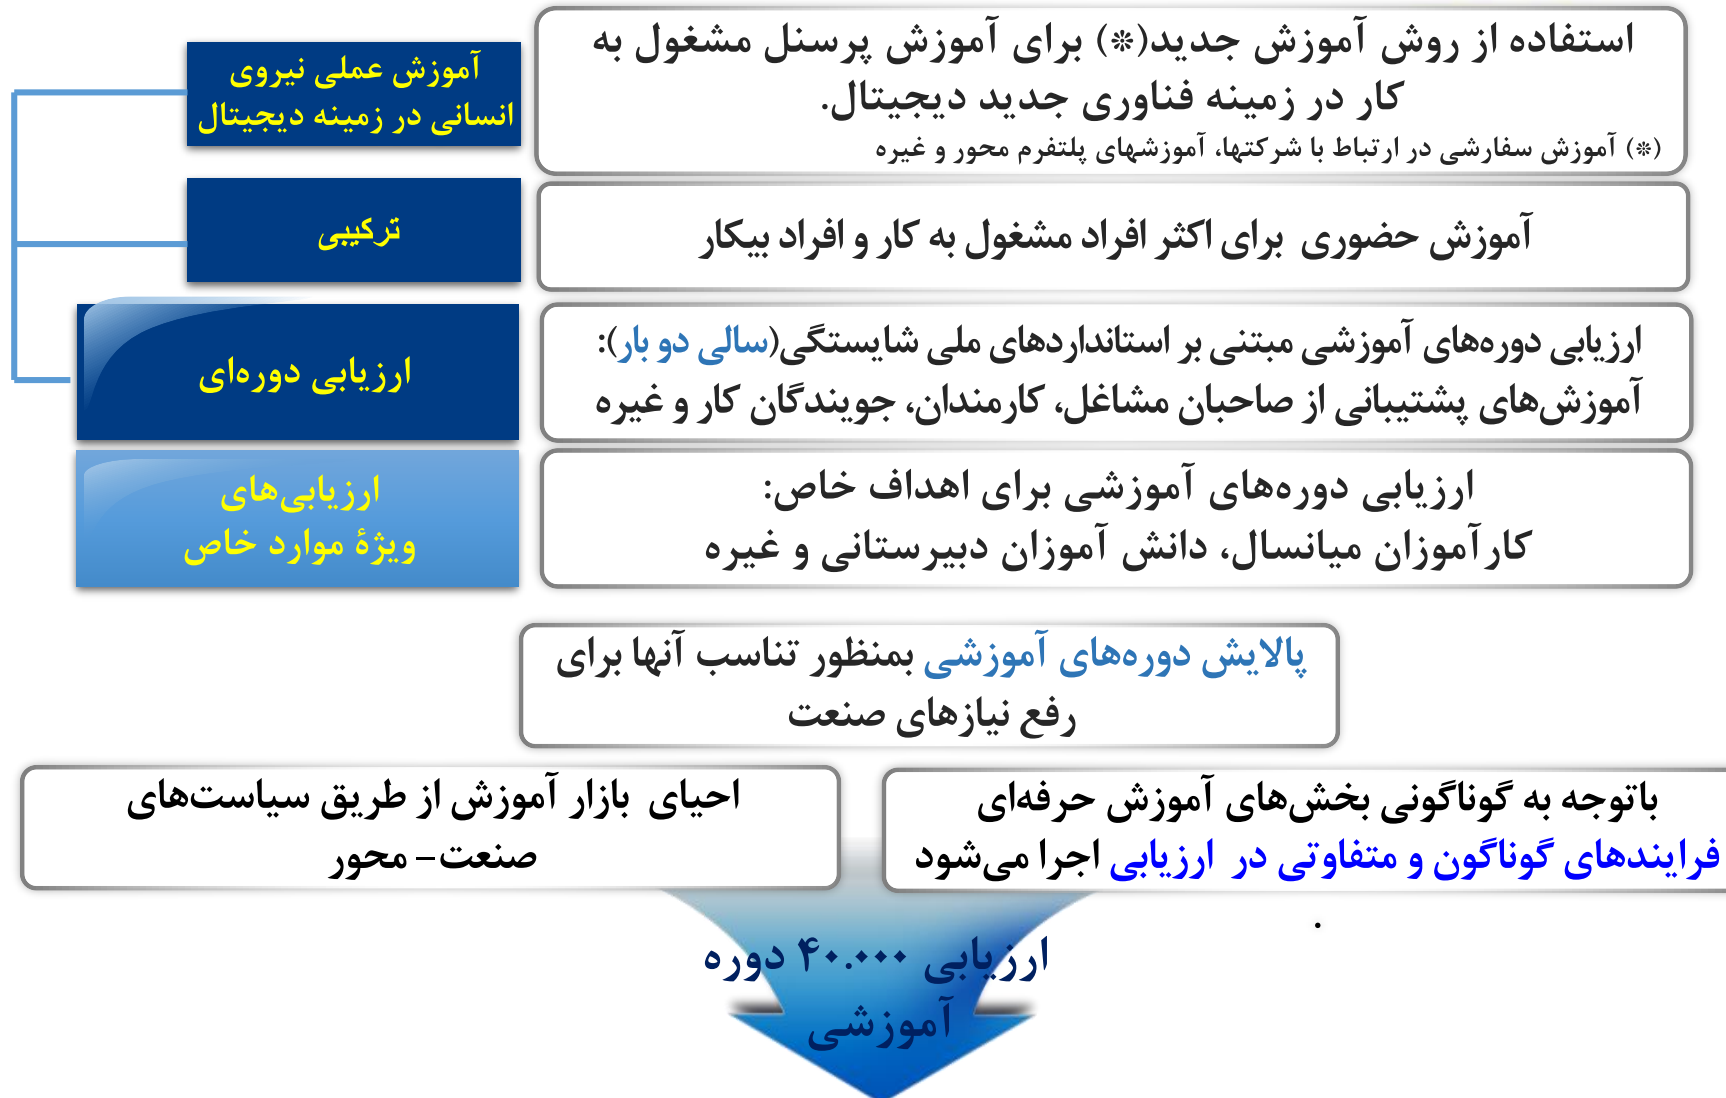 استفاده از روش آموزش جدید(*) برای آموزش پرسنل مشغول به
کار در زمینه فناوری جدید دیجیتال.
(*) آموزش سفارشی در ارتباط با شرکتها، آموزشهای پلتفرم محور و غیره
آموزش عملی نیروی
انسانی در زمینه دیجیتال
آموزش حضوری برای اکثر افراد مشغول به کار و افراد بیکار
ترکیبی
ارزیابی دوره‌های آموزشی مبتنی بر استانداردهای ملی شایستگی(سالی دو بار):
آموزش‌های پشتیبانی از صاحبان مشاغل، کارمندان، جویندگان کار و غیره
ارزیابی دوره‌ای
ارزیابی دوره‌های آموزشی برای اهداف خاص:
کارآموزان میانسال، دانش آموزان دبیرستانی و غیره
ارزیابی‌های
ویژۀ موارد خاص
پالایش دوره‌های آموزشی بمنظور تناسب آنها برای
رفع نیازهای صنعت
باتوجه به گوناگونی بخش‌های آموزش حرفه‌ای
فرایندهای گوناگون و متفاوتی در ارزیابی اجرا می‌شود
.
احیای بازار آموزش از طریق سیاست‌های
صنعت- محور
ارزیابی ۴۰.۰۰۰ دوره
آموزشی